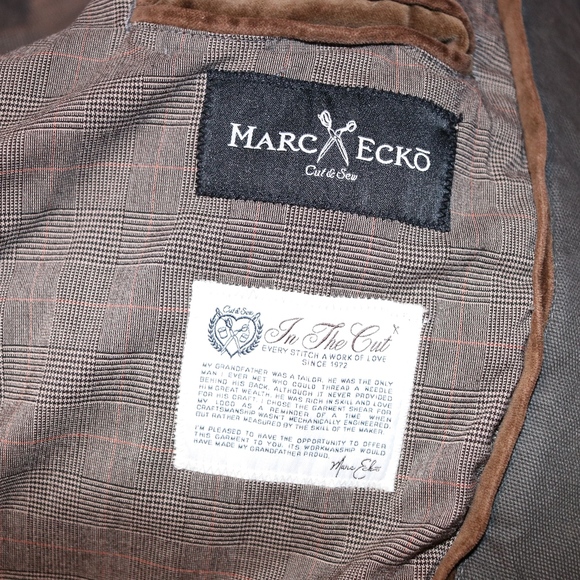 MARC ECKŌ
Cut & Sew
Cut & Sew
In The Cut
EVERY STITCH A WORK OF LOVE
SINCE 1972
MY GRANDFATHER WAS A TAILOR. HE WAS THE ONLY
MAN I EVER MET WHO COULD THREAD A NEEDLE
BEHIND HIS BACK. ALTHOUGH IT NEVER PROVIDED
HIM GREAT WEALTH, HE WAS RICH IN SKILL AND LOVE
FOR HIS CRAFT. I CHOSE THE GARMENT SHEAR FOR
MY LOGO AS A REMINDER OF A TIME WHEN
CRAFTSMANSHIP WASN'T MECHANICALLY ENGINEERED,
BUT RATHER MEASURED BY THE SKILL OF THE MAKER.
I'M PLEASED TO HAVE THE OPPORTUNITY TO OFFER
THIS GARMENT TO YOU. ITS WORKMANSHIP WOULD
HAVE MADE MY GRANDFATHER PROUD.
Marc Ecko